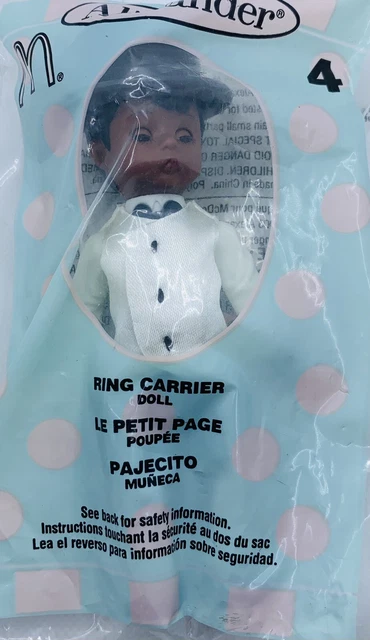 Alexander®
m.
4
RING CARRIER
DOLL
LE PETIT PAGE
POUPÉE
PAJECITO
MUÑECA
See back for safety information.
Instructions touchant la sécurité au dos du sac
Lea el reverso para información sobre seguridad.